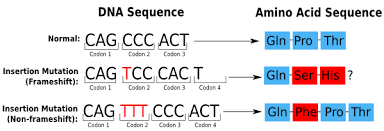 DNA Sequence Amino Acid Sequence
Normal: CAG CCC ACT Gln Pro Thr
Codon 1 Codon 2 Codon 3
Insertion Mutation (Frameshift): CAG TCC CAC T Gln Ser His ?
Codon 1 Codon 2 Codon 3 Codon 4
Insertion Mutation (Non-frameshift): CAG TTT CCC ACT Gln Phe Pro Thr
Codon 1 Codon 2 Codon 3 Codon 4